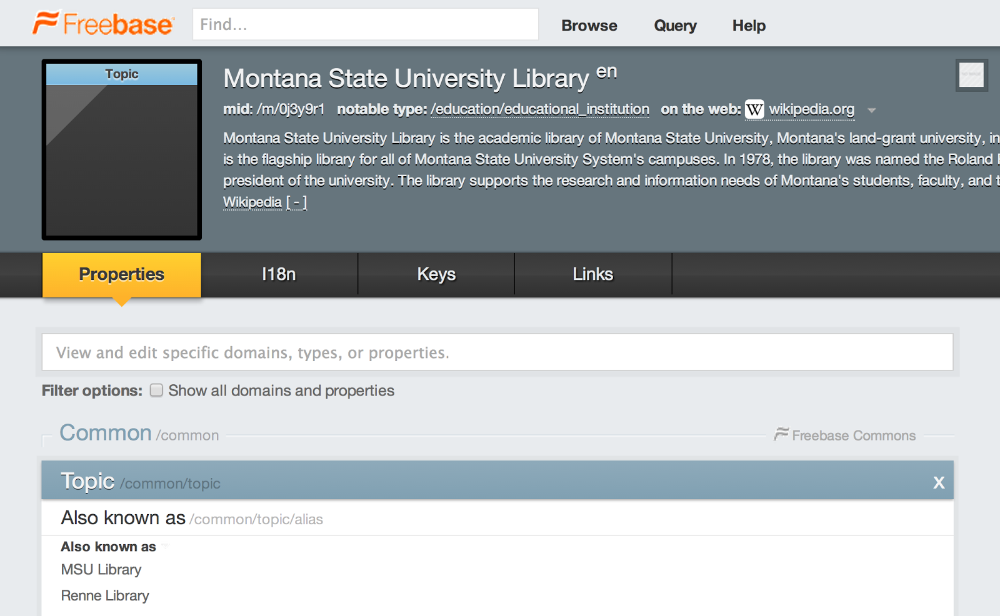 Freebase
Find...
Browse Query Help
Topic
Montana State University Library en
mid: /m/0j3y9r1 notable type: /education/educational_institution on the web: W wikipedia.org
Montana State University Library is the academic library of Montana State University, Montana's land-grant university, in
is the flagship library for all of Montana State University System's campuses. In 1978, the library was named the Roland
president of the university. The library supports the research and information needs of Montana's students, faculty, and
Wikipedia [ - ]
Properties I18n Keys Links
View and edit specific domains, types, or properties.
Filter options: Show all domains and properties
Common /common Freebase Commons
Topic /common/topic X
Also known as /common/topic/alias
Also known as
MSU Library
Renne Library